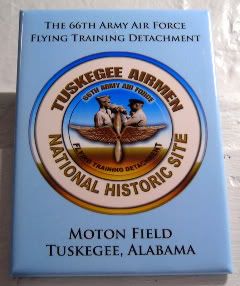 THE 66TH ARMY AIR FORCE
FLYING TRAINING DETACHMENT
TUSKEGEE AIRMEN
66TH ARMY AIR FORCE
FLYING TRAINING DETACHMENT
NATIONAL HISTORIC SITE
MOTON FIELD
TUSKEGEE, ALABAMA